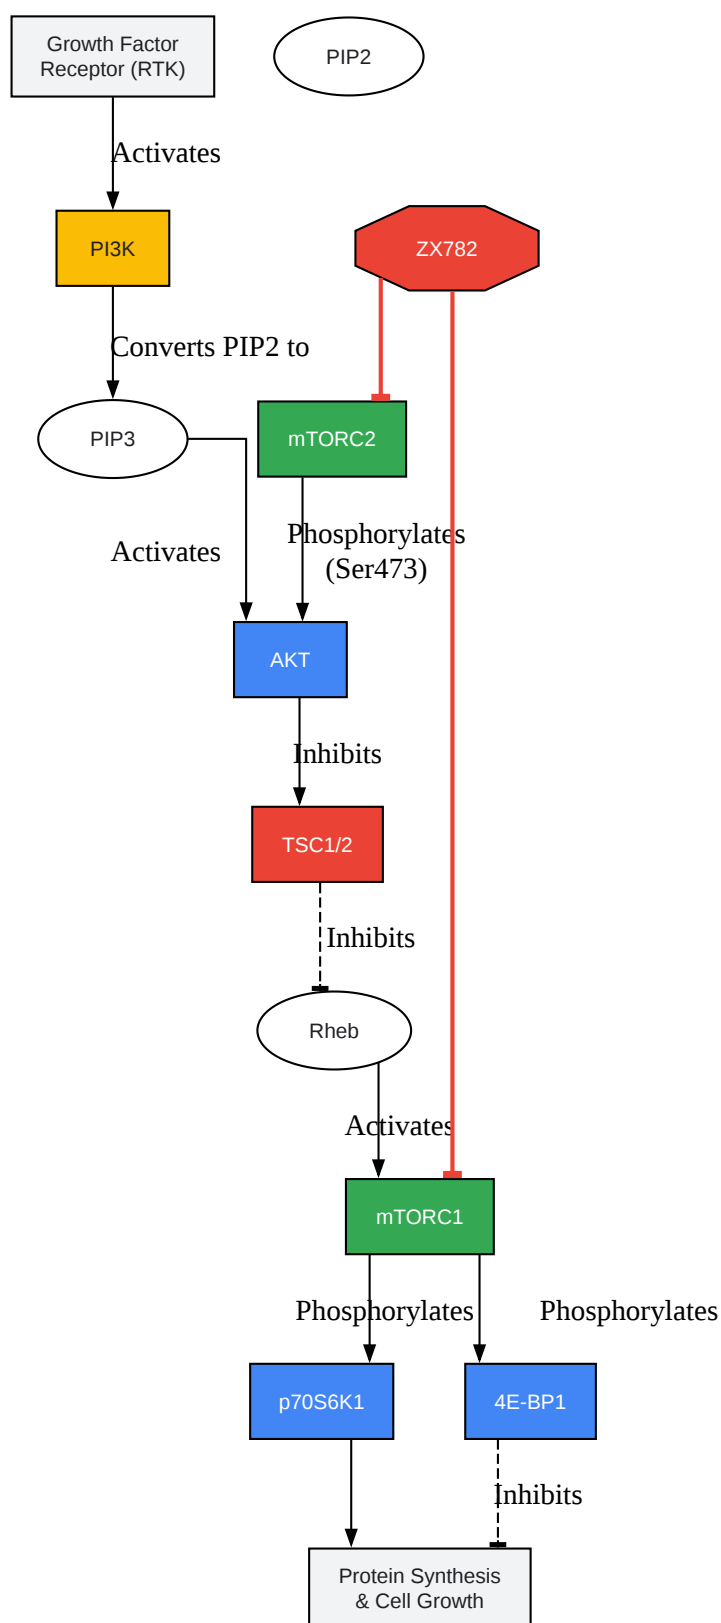 Growth Factor
Receptor (RTK)
PIP2
Activates
PI3K
ZX782
Converts PIP2 to
PIP3
mTORC2
Activates
Phosphorylates
(Ser473)
AKT
Inhibits
TSC1/2
Inhibits
Rheb
Activates
mTORC1
Phosphorylates
Phosphorylates
p70S6K1
4E-BP1
Inhibits
Protein Synthesis
& Cell Growth